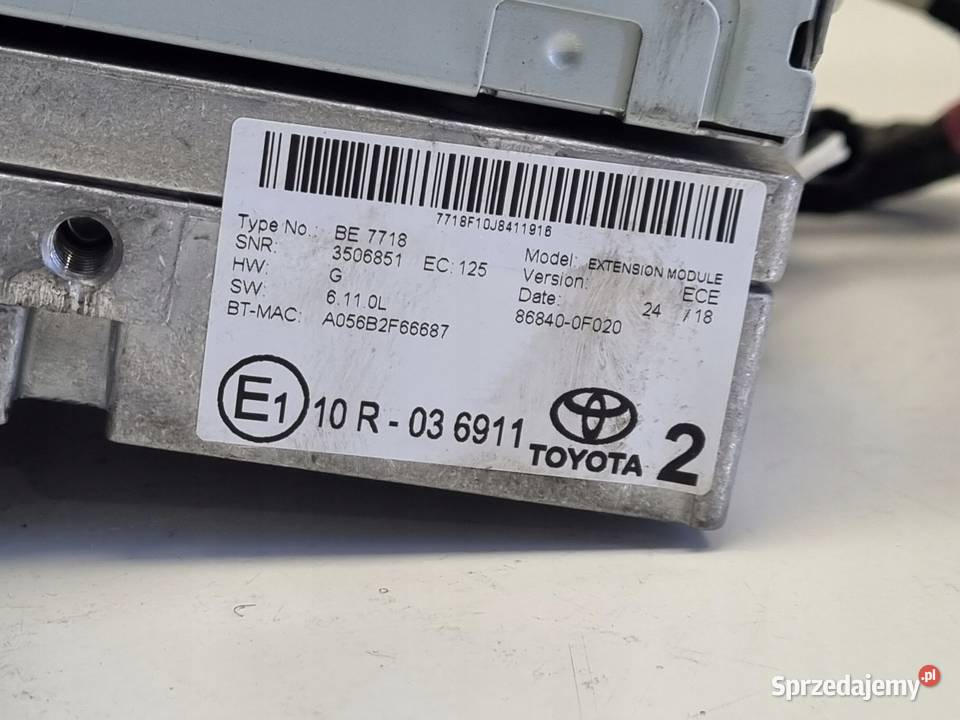 7718F10J8411916
Type No.: BE 7718
SNR: 3506851 EC: 125
HW: G
SW: 6.11.0L
BT-MAC: A056B2F66687
Model: EXTENSION MODULE
Version: ECE
Date: 24 /18
86840-0F020
E1 10 R - 03 6911
TOYOTA 2
Sprzedajemy.pl